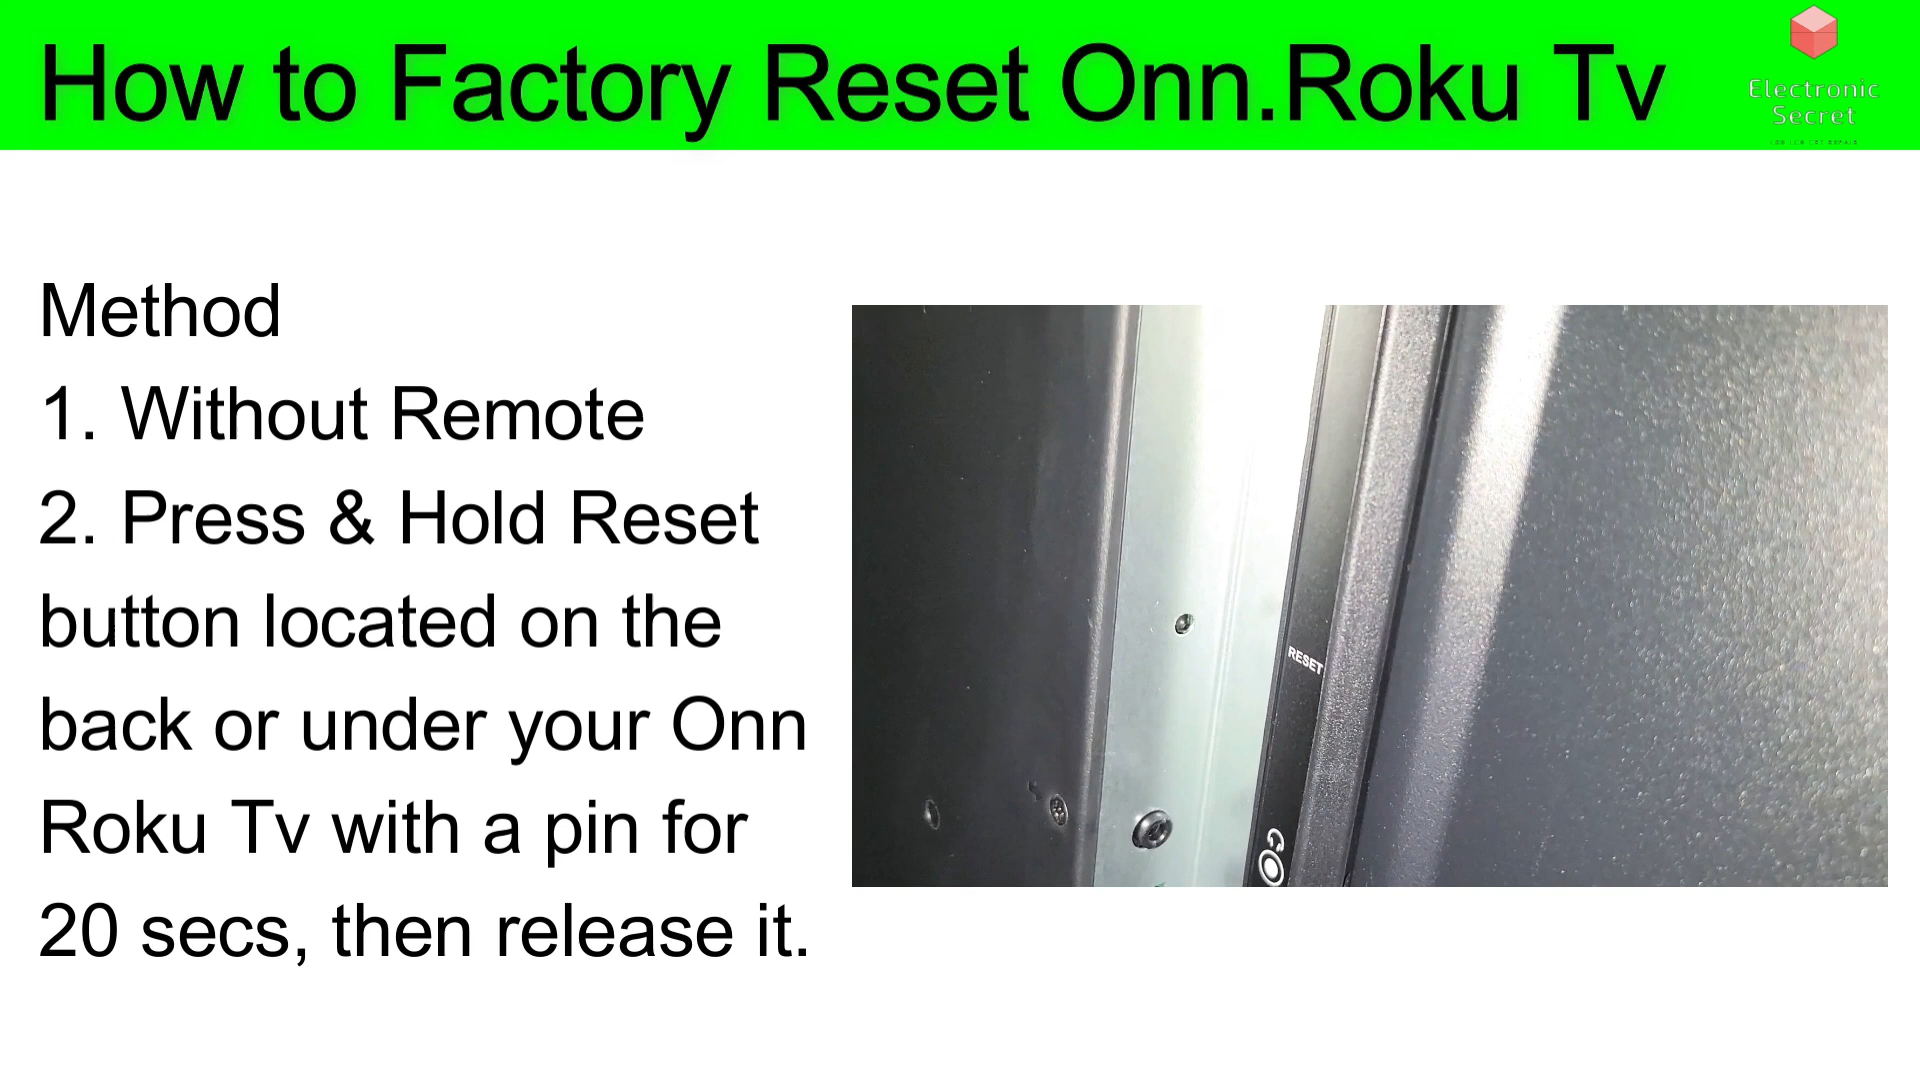 How to Factory Reset Onn.Roku Tv
Electronic
Secret
Method
1. Without Remote
2. Press & Hold Reset
button located on the
back or under your Onn
Roku Tv with a pin for
20 secs, then release it.
RESET